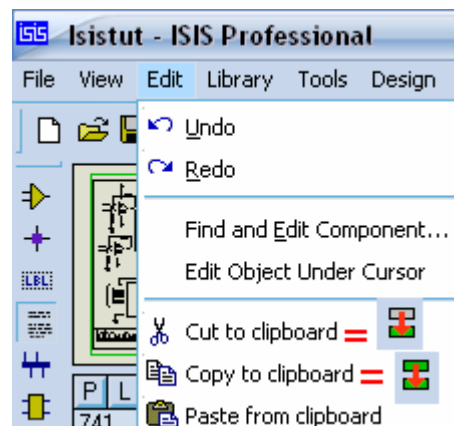 isis Isistut - ISIS Professional
File View Edit Library Tools Design
Undo
Redo
Find and Edit Component...
Edit Object Under Cursor
LBL
Cut to clipboard =
Copy to clipboard =
P L
Paste from clipboard
741